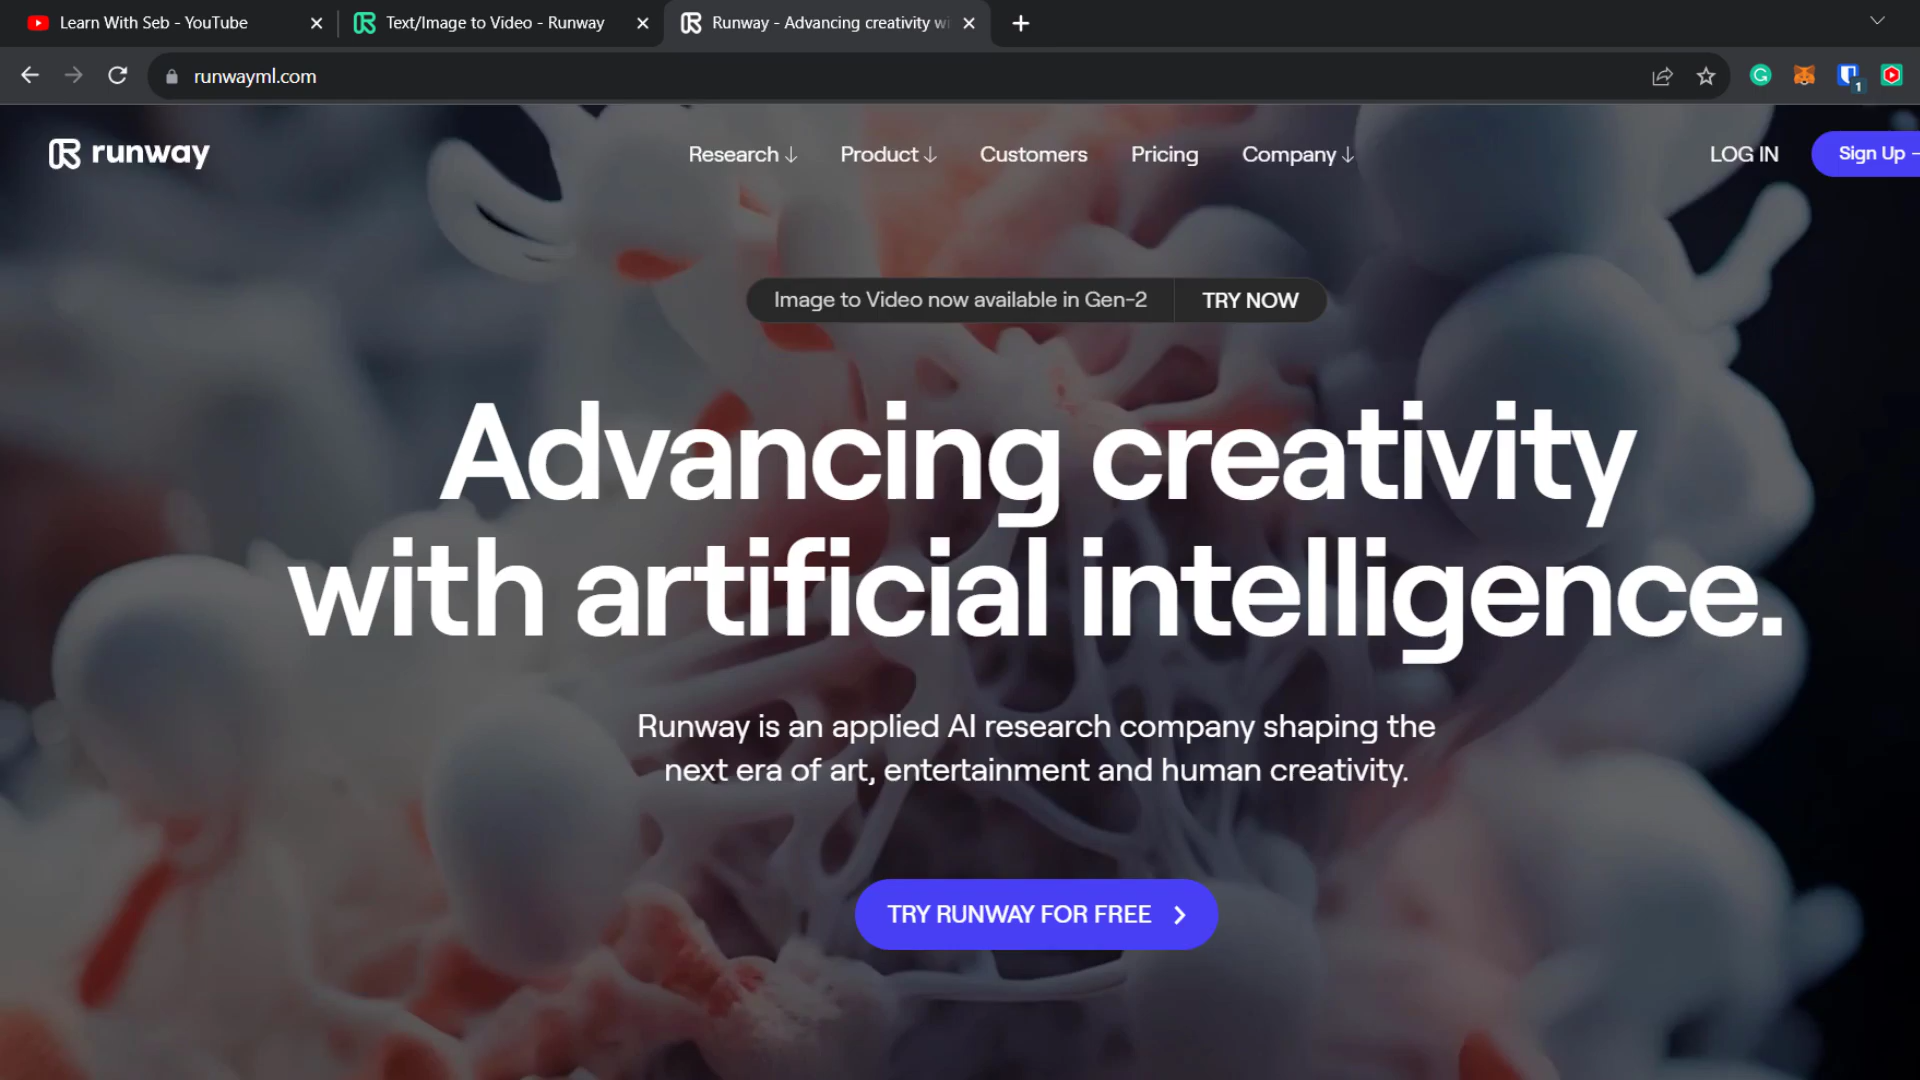 Learn With Seb - YouTube
Text/Image to Video - Runway
Runway - Advancing creativity wi
runwayml.com
1
runway
Research
Product
Customers
Pricing
Company
LOG IN
Sign Up
Image to Video now available in Gen-2
TRY NOW
Advancing creativity
with artificial intelligence.
Runway is an applied AI research company shaping the
next era of art, entertainment and human creativity.
TRY RUNWAY FOR FREE